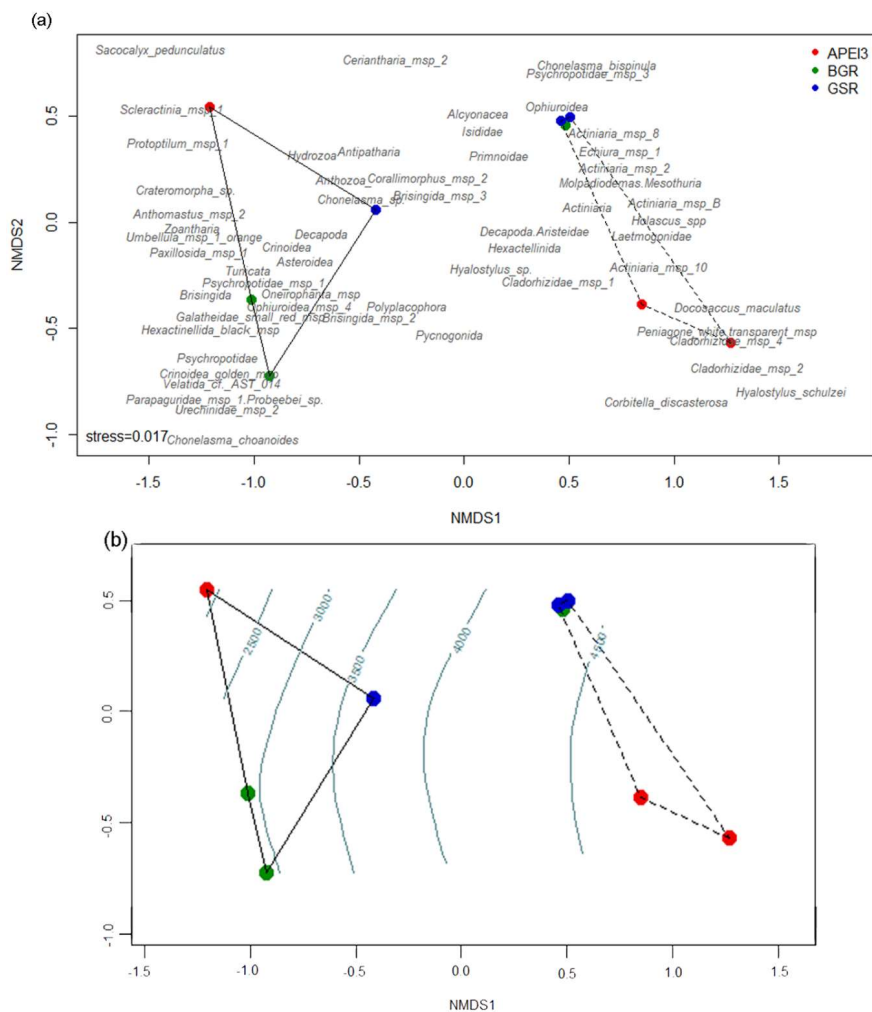 (a)
Sacocalyx_pedunculatus
Ceriantharia_msp_2
Chonelasma_bispinula
Psychropotidae_msp_3
APEI3
BGR
GSR
Scleractinia_msp_1
Alcyonacea
Ophiuroidea
Isididae
Actiniaria_msp_8
Protoptilum_msp_1
Hydrozoa
Antipatharia
Primnoidae
Echiura_msp_1
Actiniaria_msp_2
Anthozoa
Corallimorphus_msp_2
Molpadiodemas.Mesothuria
Crateromorpha_sp.
Chonelasma_sp.
Brisingida_msp_3
Actiniaria_msp_B
Anthomastus_msp_2
Actiniaria
Holascus_spp
Zoantharia
Umbellula_msp_1_orange
Decapoda
Decapoda.Aristeidae
Laetmogonidae
Paxillosida_msp_1
Crinoidea
Hexactinellida
Asteroidea
Tunicata
Hyalostylus_sp.
Actiniaria_msp_10
Psychropotidae_msp_1
Cladorhizidae_msp_1
Brisingida
Oneirophanta_msp
Ophiuroidea_msp_4
Polyplacophora
Docosaccus_maculatus
Galatheidae_small_red_msp
Brisingida_msp_2
Hexactinellida_black_msp
Pycnogonida
Peniagone_white_transparent_msp
Cladorhizidae_msp_4
Psychropotidae
Crinoidea_golden_msp
Cladorhizidae_msp_2
Velatida_cf._AST_014
Hyalostylus_schulzei
Parapaguridae_msp_1.Probeebei_sp.
Corbitella_discasterosa
Urechinidae_msp_2
Chonelasma_choanoides
stress=0.017
NMDS2
0.5
0.0
-0.5
-1.0
-1.5 -1.0 -0.5 0.0 0.5 1.0 1.5
NMDS1
(b)
0.5
0.0
-0.5
-1.0
2500
3000
3500
4000
4500
-1.5 -1.0 -0.5 0.0 0.5 1.0 1.5
NMDS1